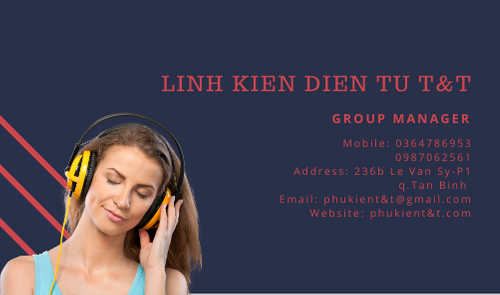 LINH KIEN DIEN TU T&T
GROUP MANAGER
Mobile: 0364786953
0987062561
Address: 236b Le Van Sy-P1
q.Tan Binh
Email: phukient&t@gmail.com
Website: phukient&t.com